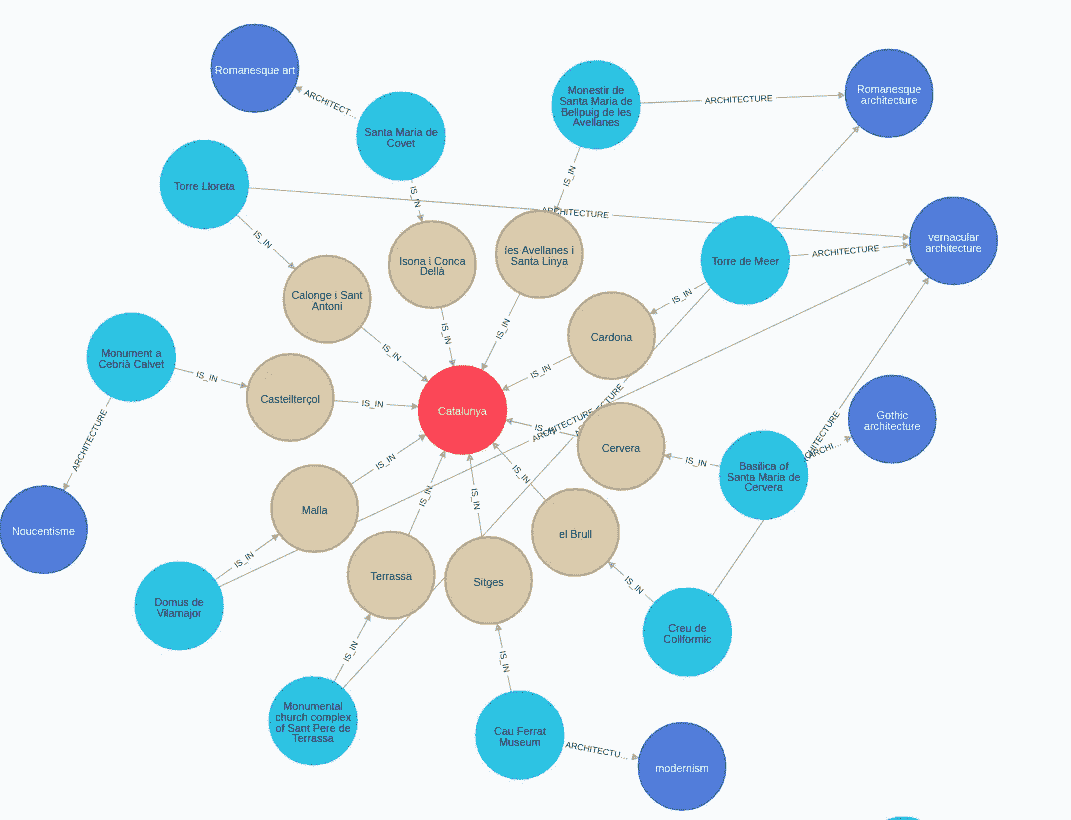 Romanesque art
ARCHITECT...
Santa Maria de
Covet
IS_IN
Monestir de
Santa Maria de
Bellpuig de les
Avellanes
ARCHITECTURE
Romanesque
architecture
IS_IN
Torre Lloreta
ARCHITECTURE
IS_IN
Isona i Conca
Dellà
les Avellanes i
Santa Linya
Torre de Meer
ARCHITECTURE
vernacular
architecture
IS_IN
Calonge i Sant
Antoni
IS_IN
IS_IN
IS_IN
Cardona
Monument a
Cebrià Calvet
IS_IN
IS_IN
Castellterçol
IS_IN
IS_IN
Catalunya
ARCHITECTURE
IS_IN
ARCHITECTURE
Cervera
Gothic
architecture
ARCHITECTURE
ARCHI...
Basilica of
Santa Maria de
Cervera
IS_IN
IS_IN
IS_IN
IS_IN
IS_IN
Malla
Noucentisme
el Brull
IS_IN
Terrassa
Sitges
IS_IN
Domus de
Vilamajor
Creu de
Collformic
IS_IN
IS_IN
Monumental
church complex
of Sant Pere de
Terrassa
Cau Ferrat
Museum
ARCHITECTU...
modernism